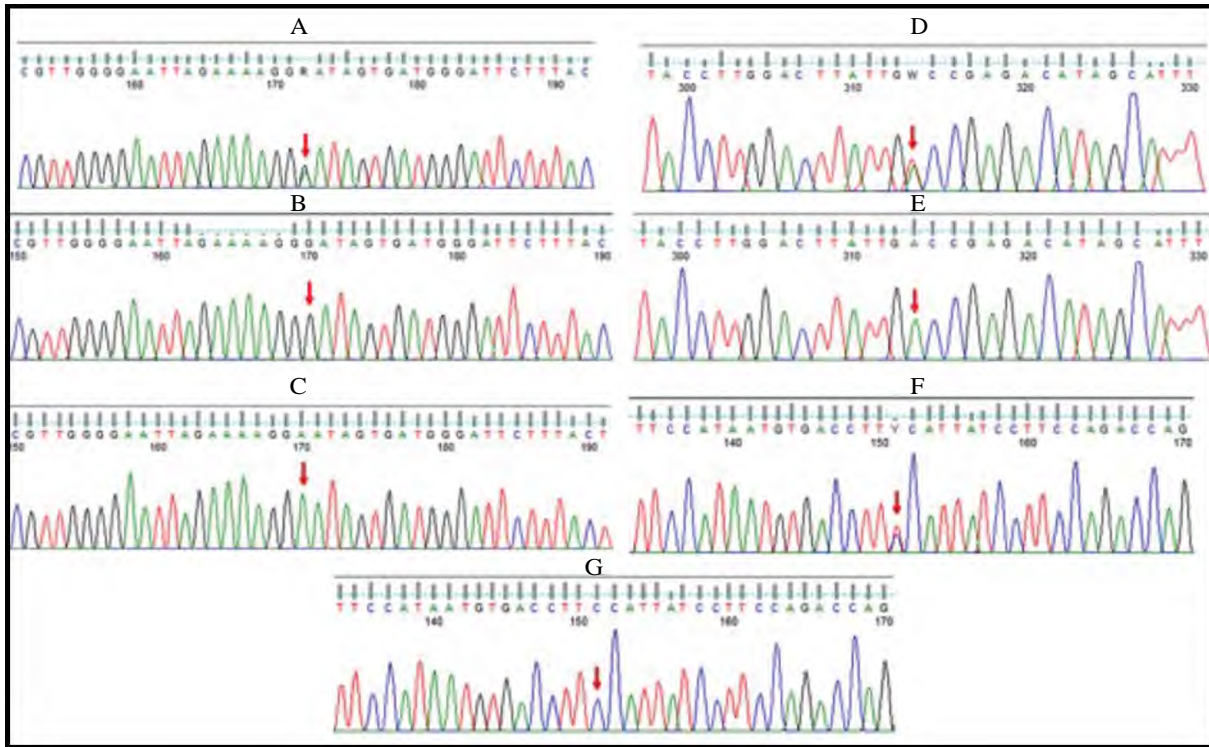 A
CGTTGGGGAATTAGAAAAGGRATAGTGATGGGATTCTTTAC
160 170 180 190
B
CGTTGGGGAATTAGAAAAGGGATAGTGATGGGATTCTTTAC
150 160 170 180 190
C
CGTTGGGGAATTAGAAAAGGAATAGTGATGGGATTCTTTACT
150 160 170 180 190
D
TACCTTGGACTTATTGWCCGAGACATAGCATTT
300 310 320 330
E
TACCTTGGACTTATTGACCGAGACATAGCATTT
300 310 320 330
F
TTCCATAATGTGACCTTYCATTATCCTTCCAGACCAG
140 150 160 170
G
TTCCATAATGTGACCTTCCATTATCCTTCCAGACCAG
140 150 160 170